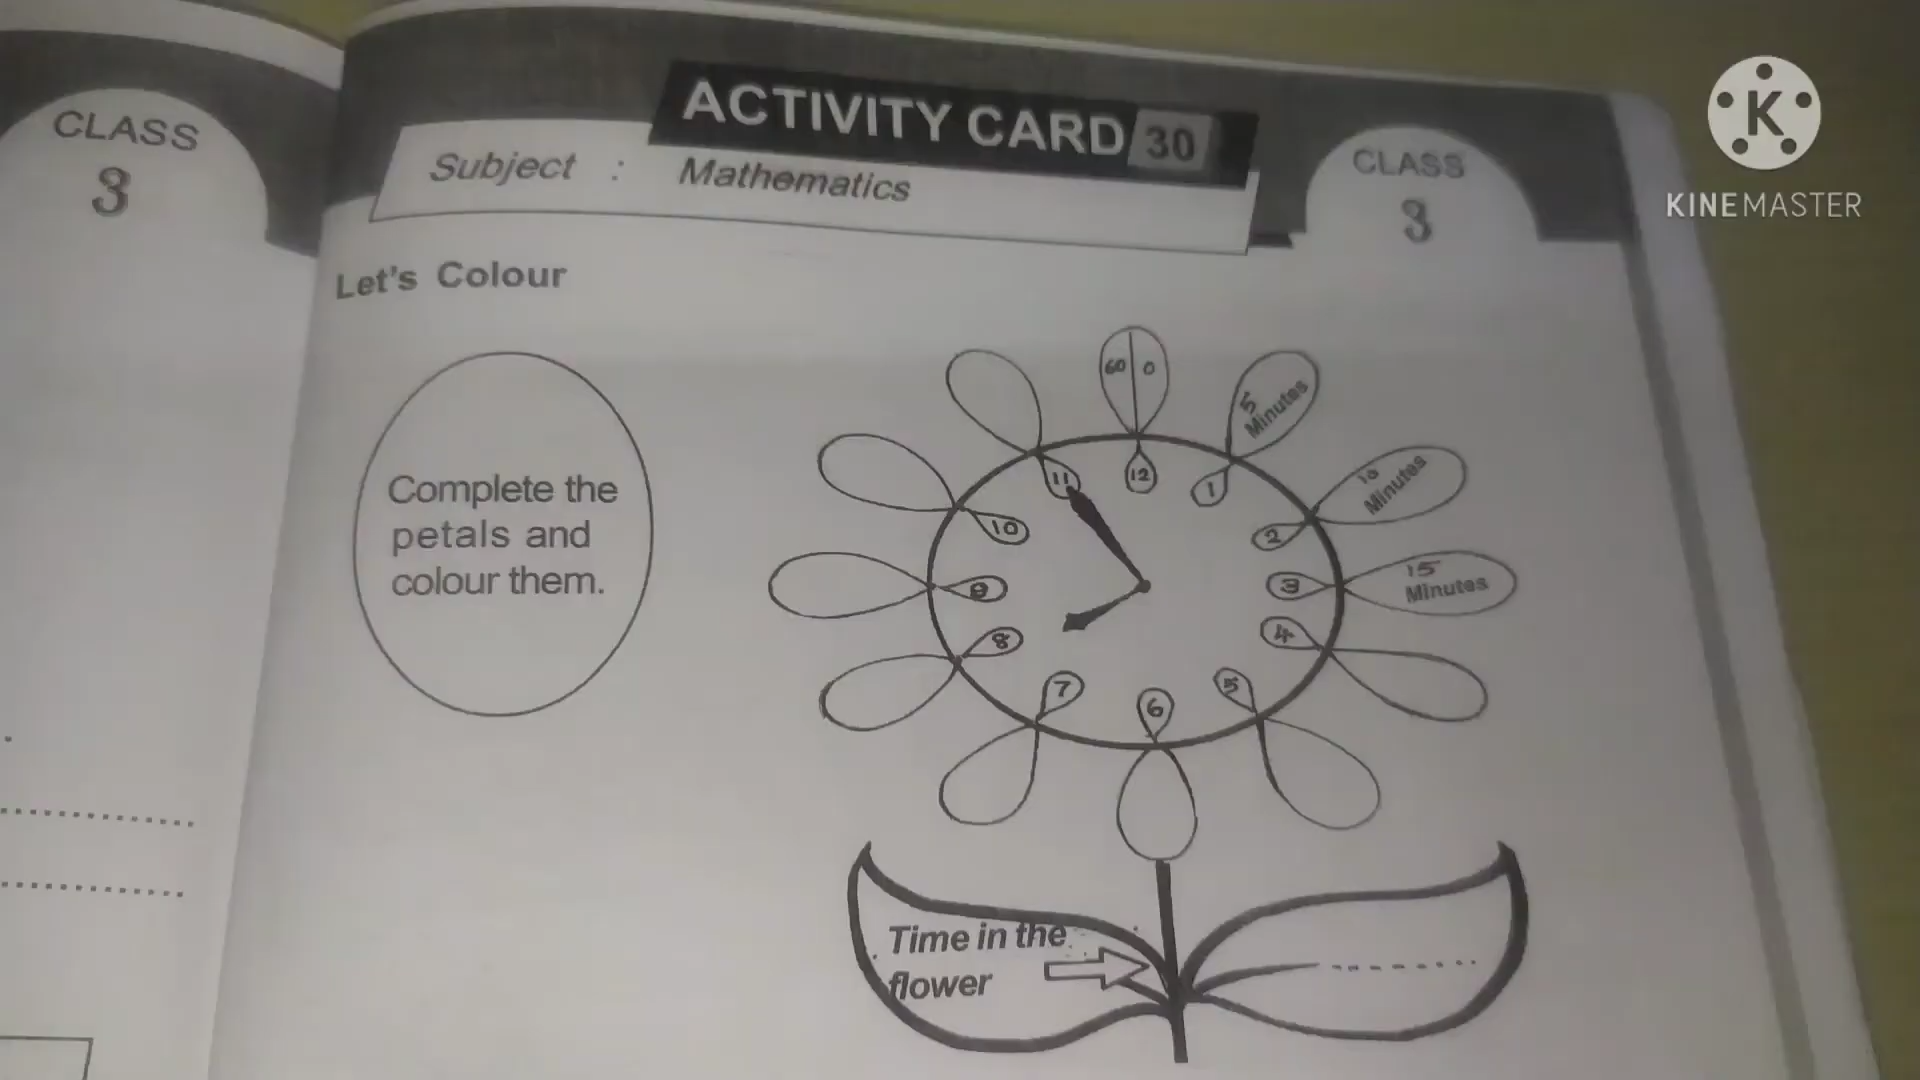 CLASS
3
ACTIVITY CARD 30
Subject : Mathematics
CLASS
3
K
KINEMASTER
Let's Colour
Complete the
petals and
colour them.
60 0
5
Minutes
10
Minutes
15
Minutes
12
1
2
3
4
5
6
7
8
9
10
11
Time in the
flower